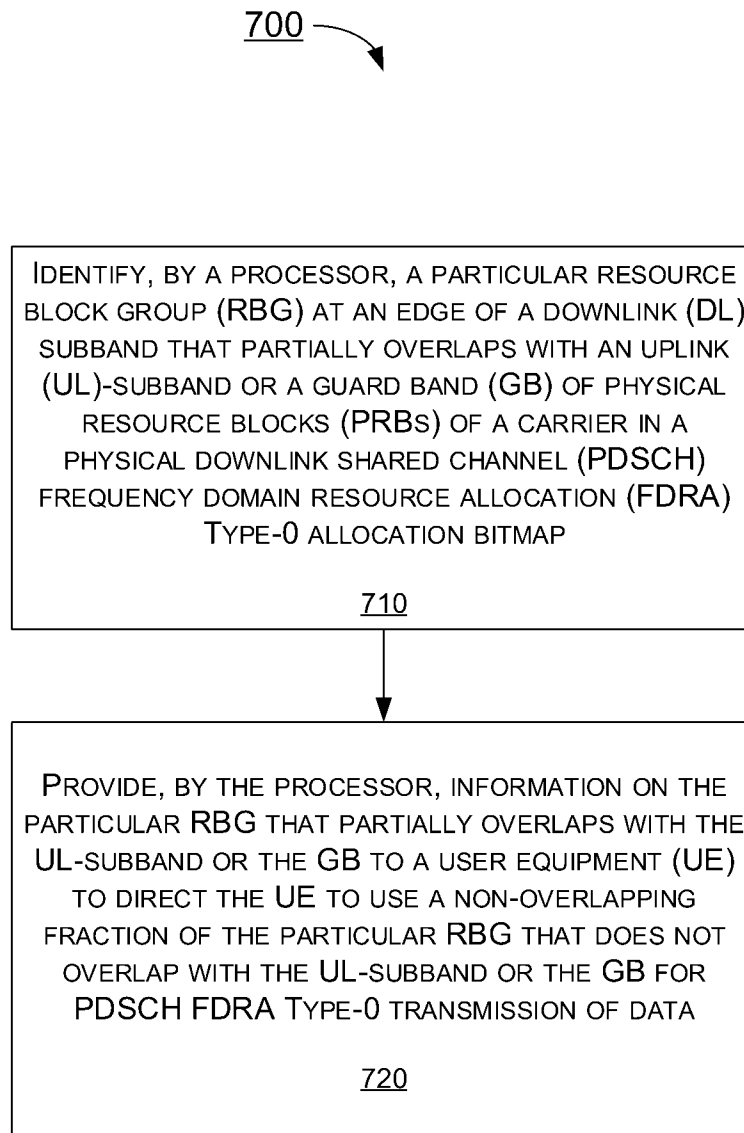 700
IDENTIFY, BY A PROCESSOR, A PARTICULAR RESOURCE
BLOCK GROUP (RBG) AT AN EDGE OF A DOWNLINK (DL)
SUBBAND THAT PARTIALLY OVERLAPS WITH AN UPLINK
(UL)-SUBBAND OR A GUARD BAND (GB) OF PHYSICAL
RESOURCE BLOCKS (PRBS) OF A CARRIER IN A
PHYSICAL DOWNLINK SHARED CHANNEL (PDSCH)
FREQUENCY DOMAIN RESOURCE ALLOCATION (FDRA)
TYPE-0 ALLOCATION BITMAP
710
PROVIDE, BY THE PROCESSOR, INFORMATION ON THE
PARTICULAR RBG THAT PARTIALLY OVERLAPS WITH THE
UL-SUBBAND OR THE GB TO A USER EQUIPMENT (UE)
TO DIRECT THE UE TO USE A NON-OVERLAPPING
FRACTION OF THE PARTICULAR RBG THAT DOES NOT
OVERLAP WITH THE UL-SUBBAND OR THE GB FOR
PDSCH FDRA TYPE-0 TRANSMISSION OF DATA
720